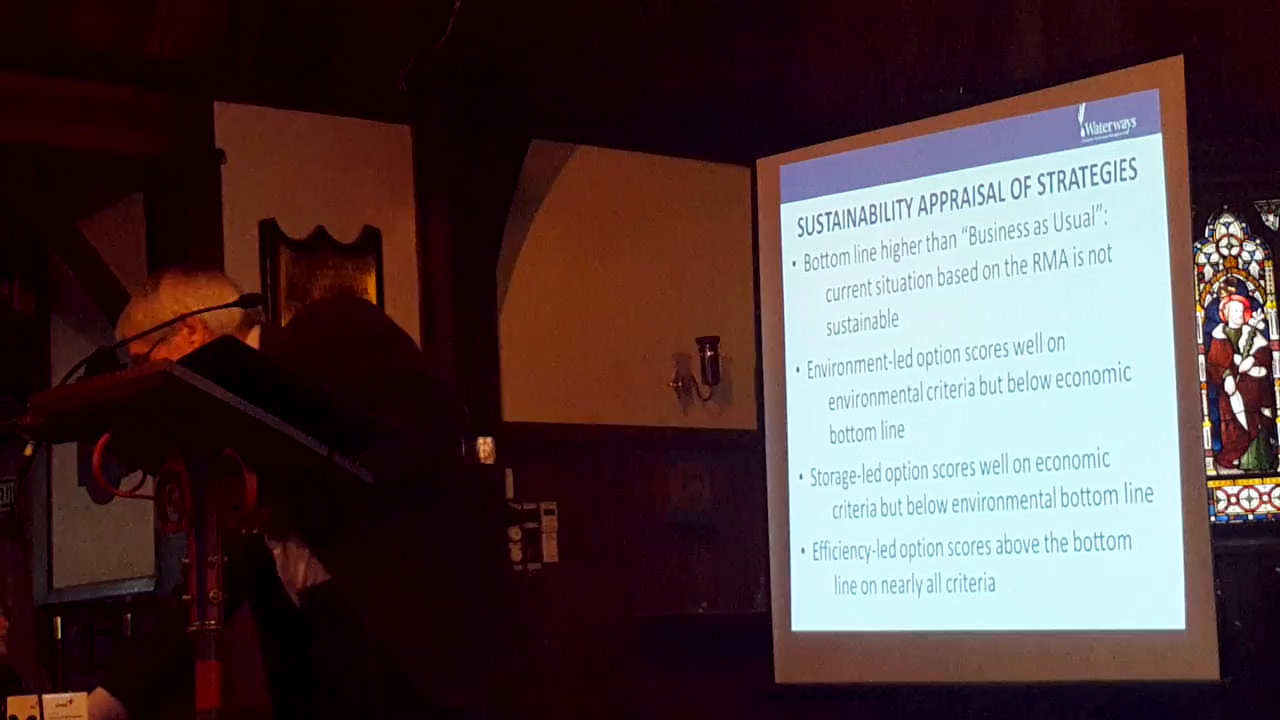 Waterways
SUSTAINABILITY APPRAISAL OF STRATEGIES
• Bottom line higher than “Business as Usual”:
current situation based on the RMA is not
sustainable
• Environment-led option scores well on
environmental criteria but below economic
bottom line
• Storage-led option scores well on economic
criteria but below environmental bottom line
• Efficiency-led option scores above the bottom
line on nearly all criteria